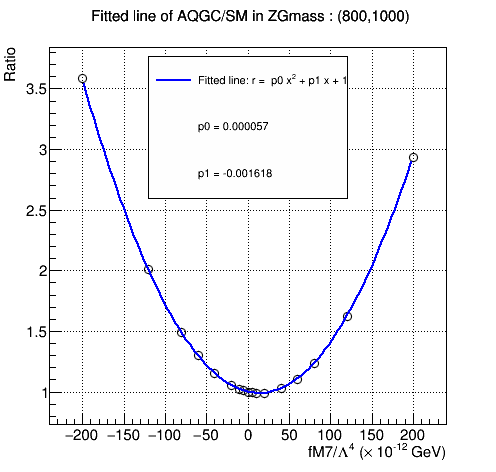 Fitted line of AQGC/SM in ZGmass : (800,1000)
Ratio
Fitted line: r = p0 x² + p1 x + 1
p0 = 0.000057
p1 = -0.001618
3.5
3
2.5
2
1.5
1
−200 −150 −100 −50 0 50 100 150 200
fM7/Λ⁴ (× 10⁻¹² GeV)